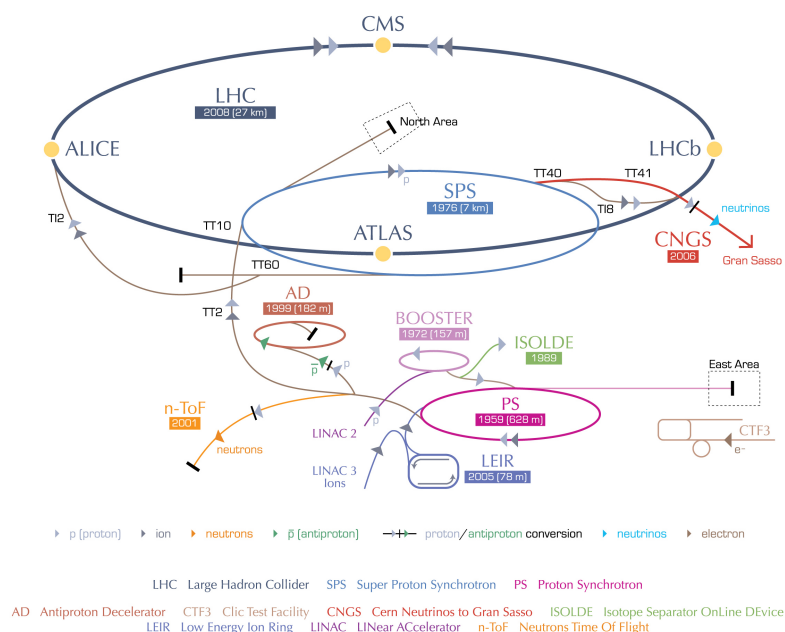 CMS
LHC
2008 (27 km)
North Area
ALICE
LHCb
TT40
TT41
p
SPS
1976 (7 km)
TI2
TT10
TI8
neutrinos
ATLAS
CNGS
2006
Gran Sasso
TT60
AD
1999 (182 m)
TT2
BOOSTER
1972 (157 m)
ISOLDE
1989
p̅
p
East Area
n-ToF
2001
PS
1959 (628 m)
p
LINAC 2
neutrons
CTF3
e-
LINAC 3
Ions
LEIR
2005 (78 m)
p (proton) ion neutrons p̅ (antiproton) proton/antiproton conversion neutrinos electron
LHC Large Hadron Collider SPS Super Proton Synchrotron PS Proton Synchrotron
AD Antiproton Decelerator CTF3 Clic Test Facility CNGS Cern Neutrinos to Gran Sasso ISOLDE Isotope Separator OnLine DEvice
LEIR Low Energy Ion Ring LINAC LINear ACcelerator n-ToF Neutrons Time Of Flight